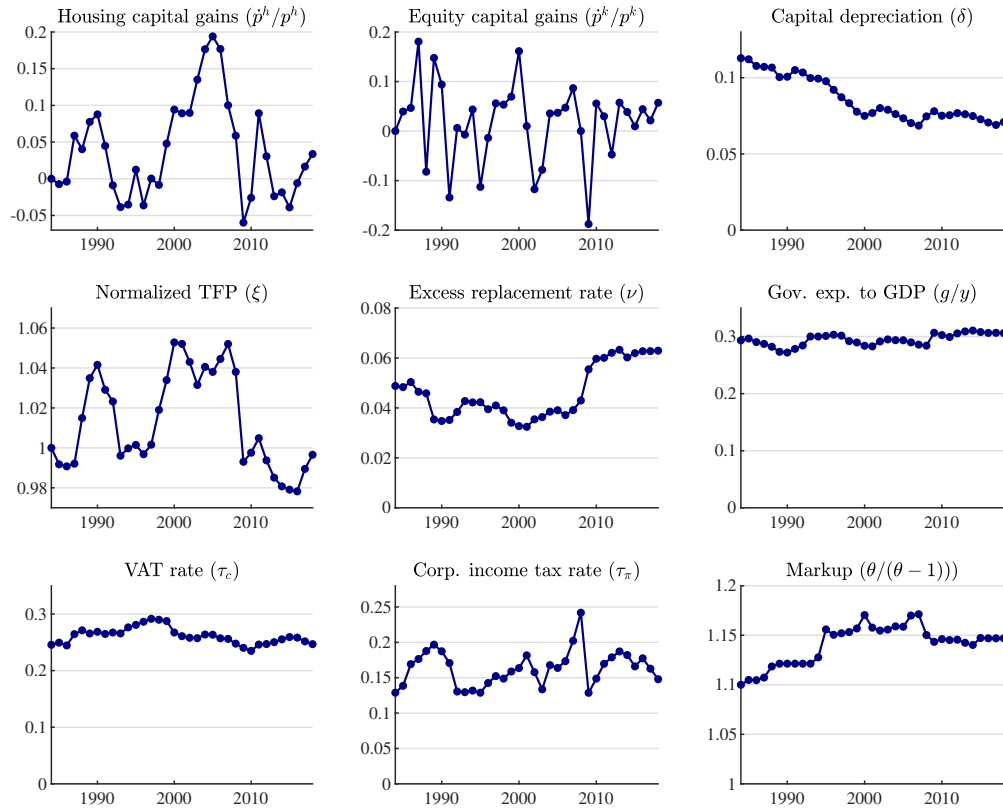 Housing capital gains (ṗʰ/pʰ)
0.2
0.15
0.1
0.05
0
-0.05
1990 2000 2010
Equity capital gains (ṗᵏ/pᵏ)
0.2
0.1
0
-0.1
-0.2
1990 2000 2010
Capital depreciation (δ)
0.1
0.05
0
1990 2000 2010
Normalized TFP (ξ)
1.06
1.04
1.02
1
0.98
1990 2000 2010
Excess replacement rate (ν)
0.08
0.06
0.04
0.02
0
1990 2000 2010
Gov. exp. to GDP (g/y)
0.3
0.2
0.1
0
1990 2000 2010
VAT rate (τ_c)
0.3
0.2
0.1
0
1990 2000 2010
Corp. income tax rate (τ_π)
0.25
0.2
0.15
0.1
0.05
0
1990 2000 2010
Markup (θ/(θ − 1)))
1.2
1.15
1.1
1.05
1
1990 2000 2010